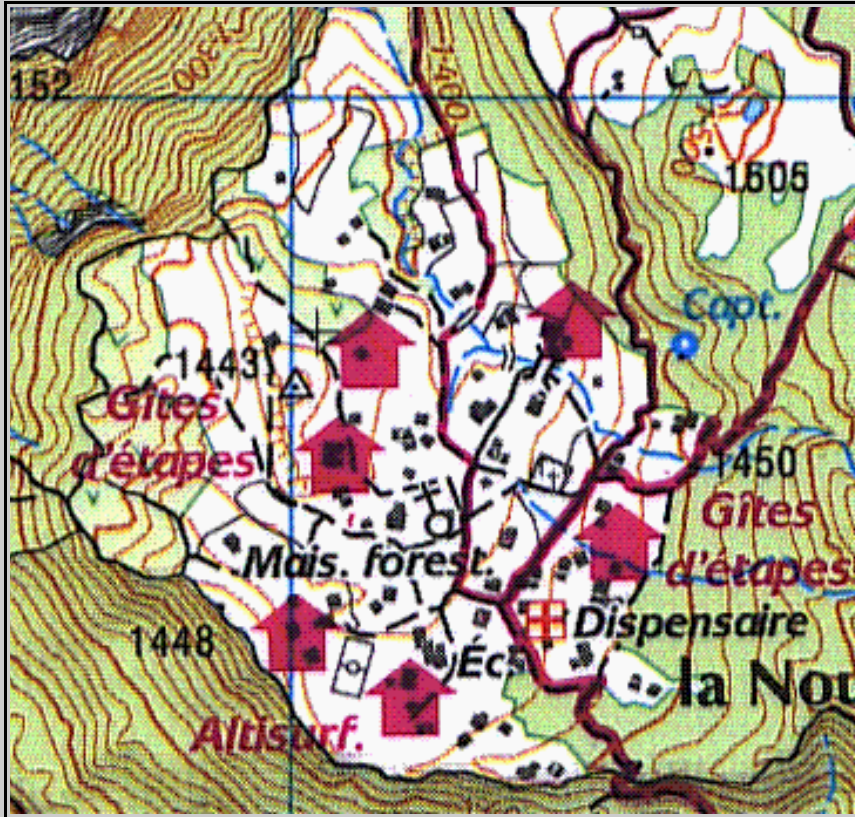 1300
152
1400
1605
Capt.
1443
Gîtes
d'étapes
1450
Gîtes
d'étapes
Mais. forest.
Dispensaire
1448
Éc.
la Nou
Altisurf.